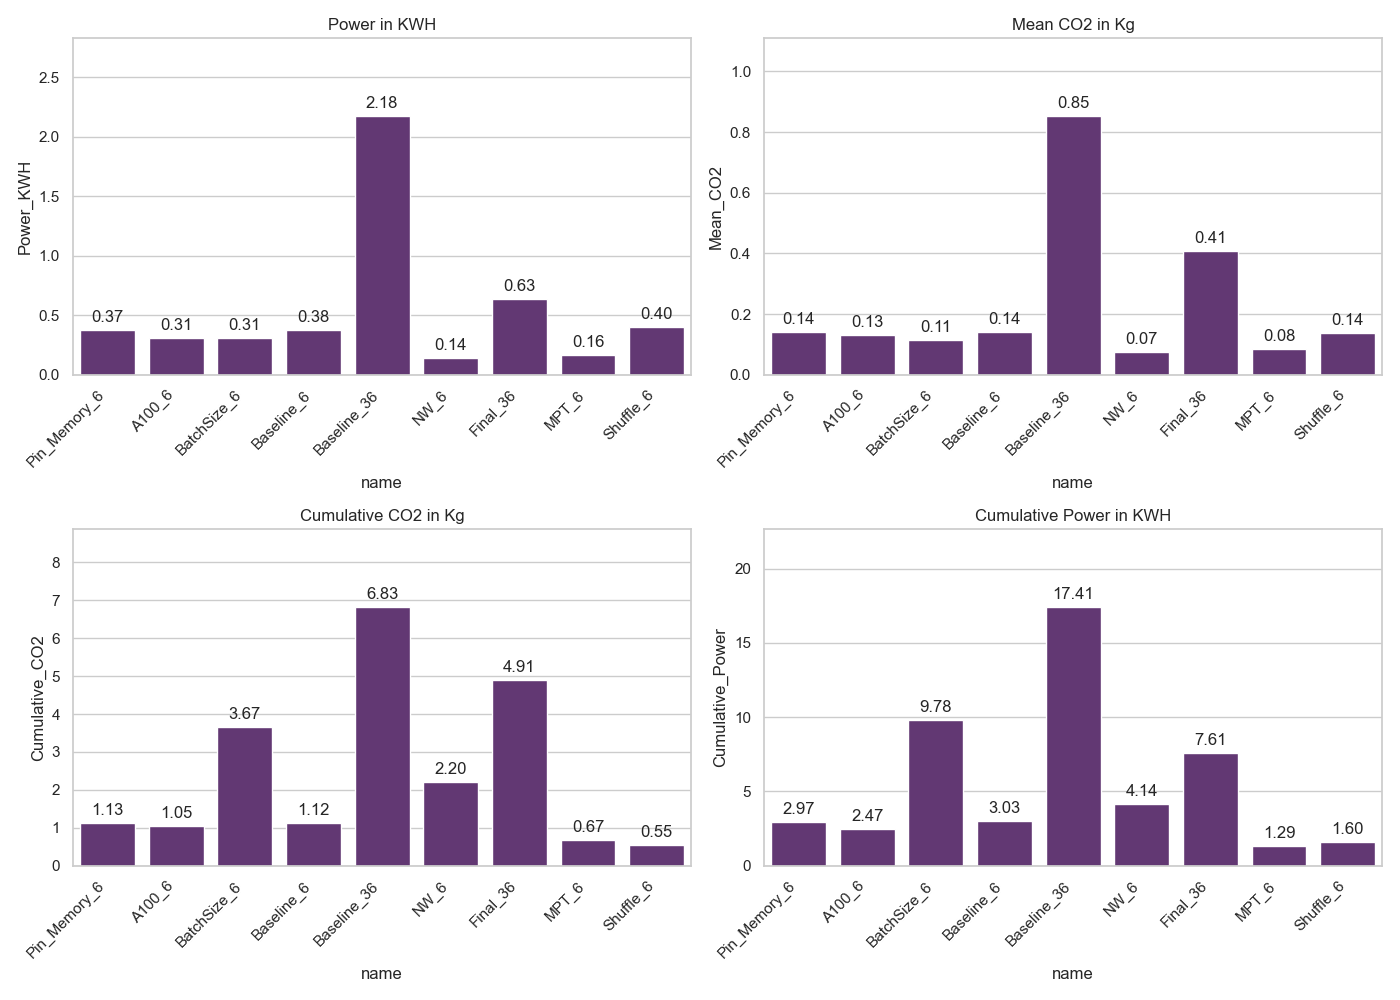 Power in KWH
Power_KWH
2.5
2.0
1.5
1.0
0.5
0.0
0.37
0.31
0.31
0.38
2.18
0.14
0.63
0.16
0.40
Pin_Memory_6
A100_6
BatchSize_6
Baseline_6
Baseline_36
NW_6
Final_36
MPT_6
Shuffle_6
name
Mean CO2 in Kg
Mean_CO2
1.0
0.8
0.6
0.4
0.2
0.0
0.14
0.13
0.11
0.14
0.85
0.07
0.41
0.08
0.14
Pin_Memory_6
A100_6
BatchSize_6
Baseline_6
Baseline_36
NW_6
Final_36
MPT_6
Shuffle_6
name
Cumulative CO2 in Kg
Cumulative_CO2
8
7
6
5
4
3
2
1
0
1.13
1.05
3.67
1.12
6.83
2.20
4.91
0.67
0.55
Pin_Memory_6
A100_6
BatchSize_6
Baseline_6
Baseline_36
NW_6
Final_36
MPT_6
Shuffle_6
name
Cumulative Power in KWH
Cumulative_Power
20
15
10
5
0
2.97
2.47
9.78
3.03
17.41
4.14
7.61
1.29
1.60
Pin_Memory_6
A100_6
BatchSize_6
Baseline_6
Baseline_36
NW_6
Final_36
MPT_6
Shuffle_6
name